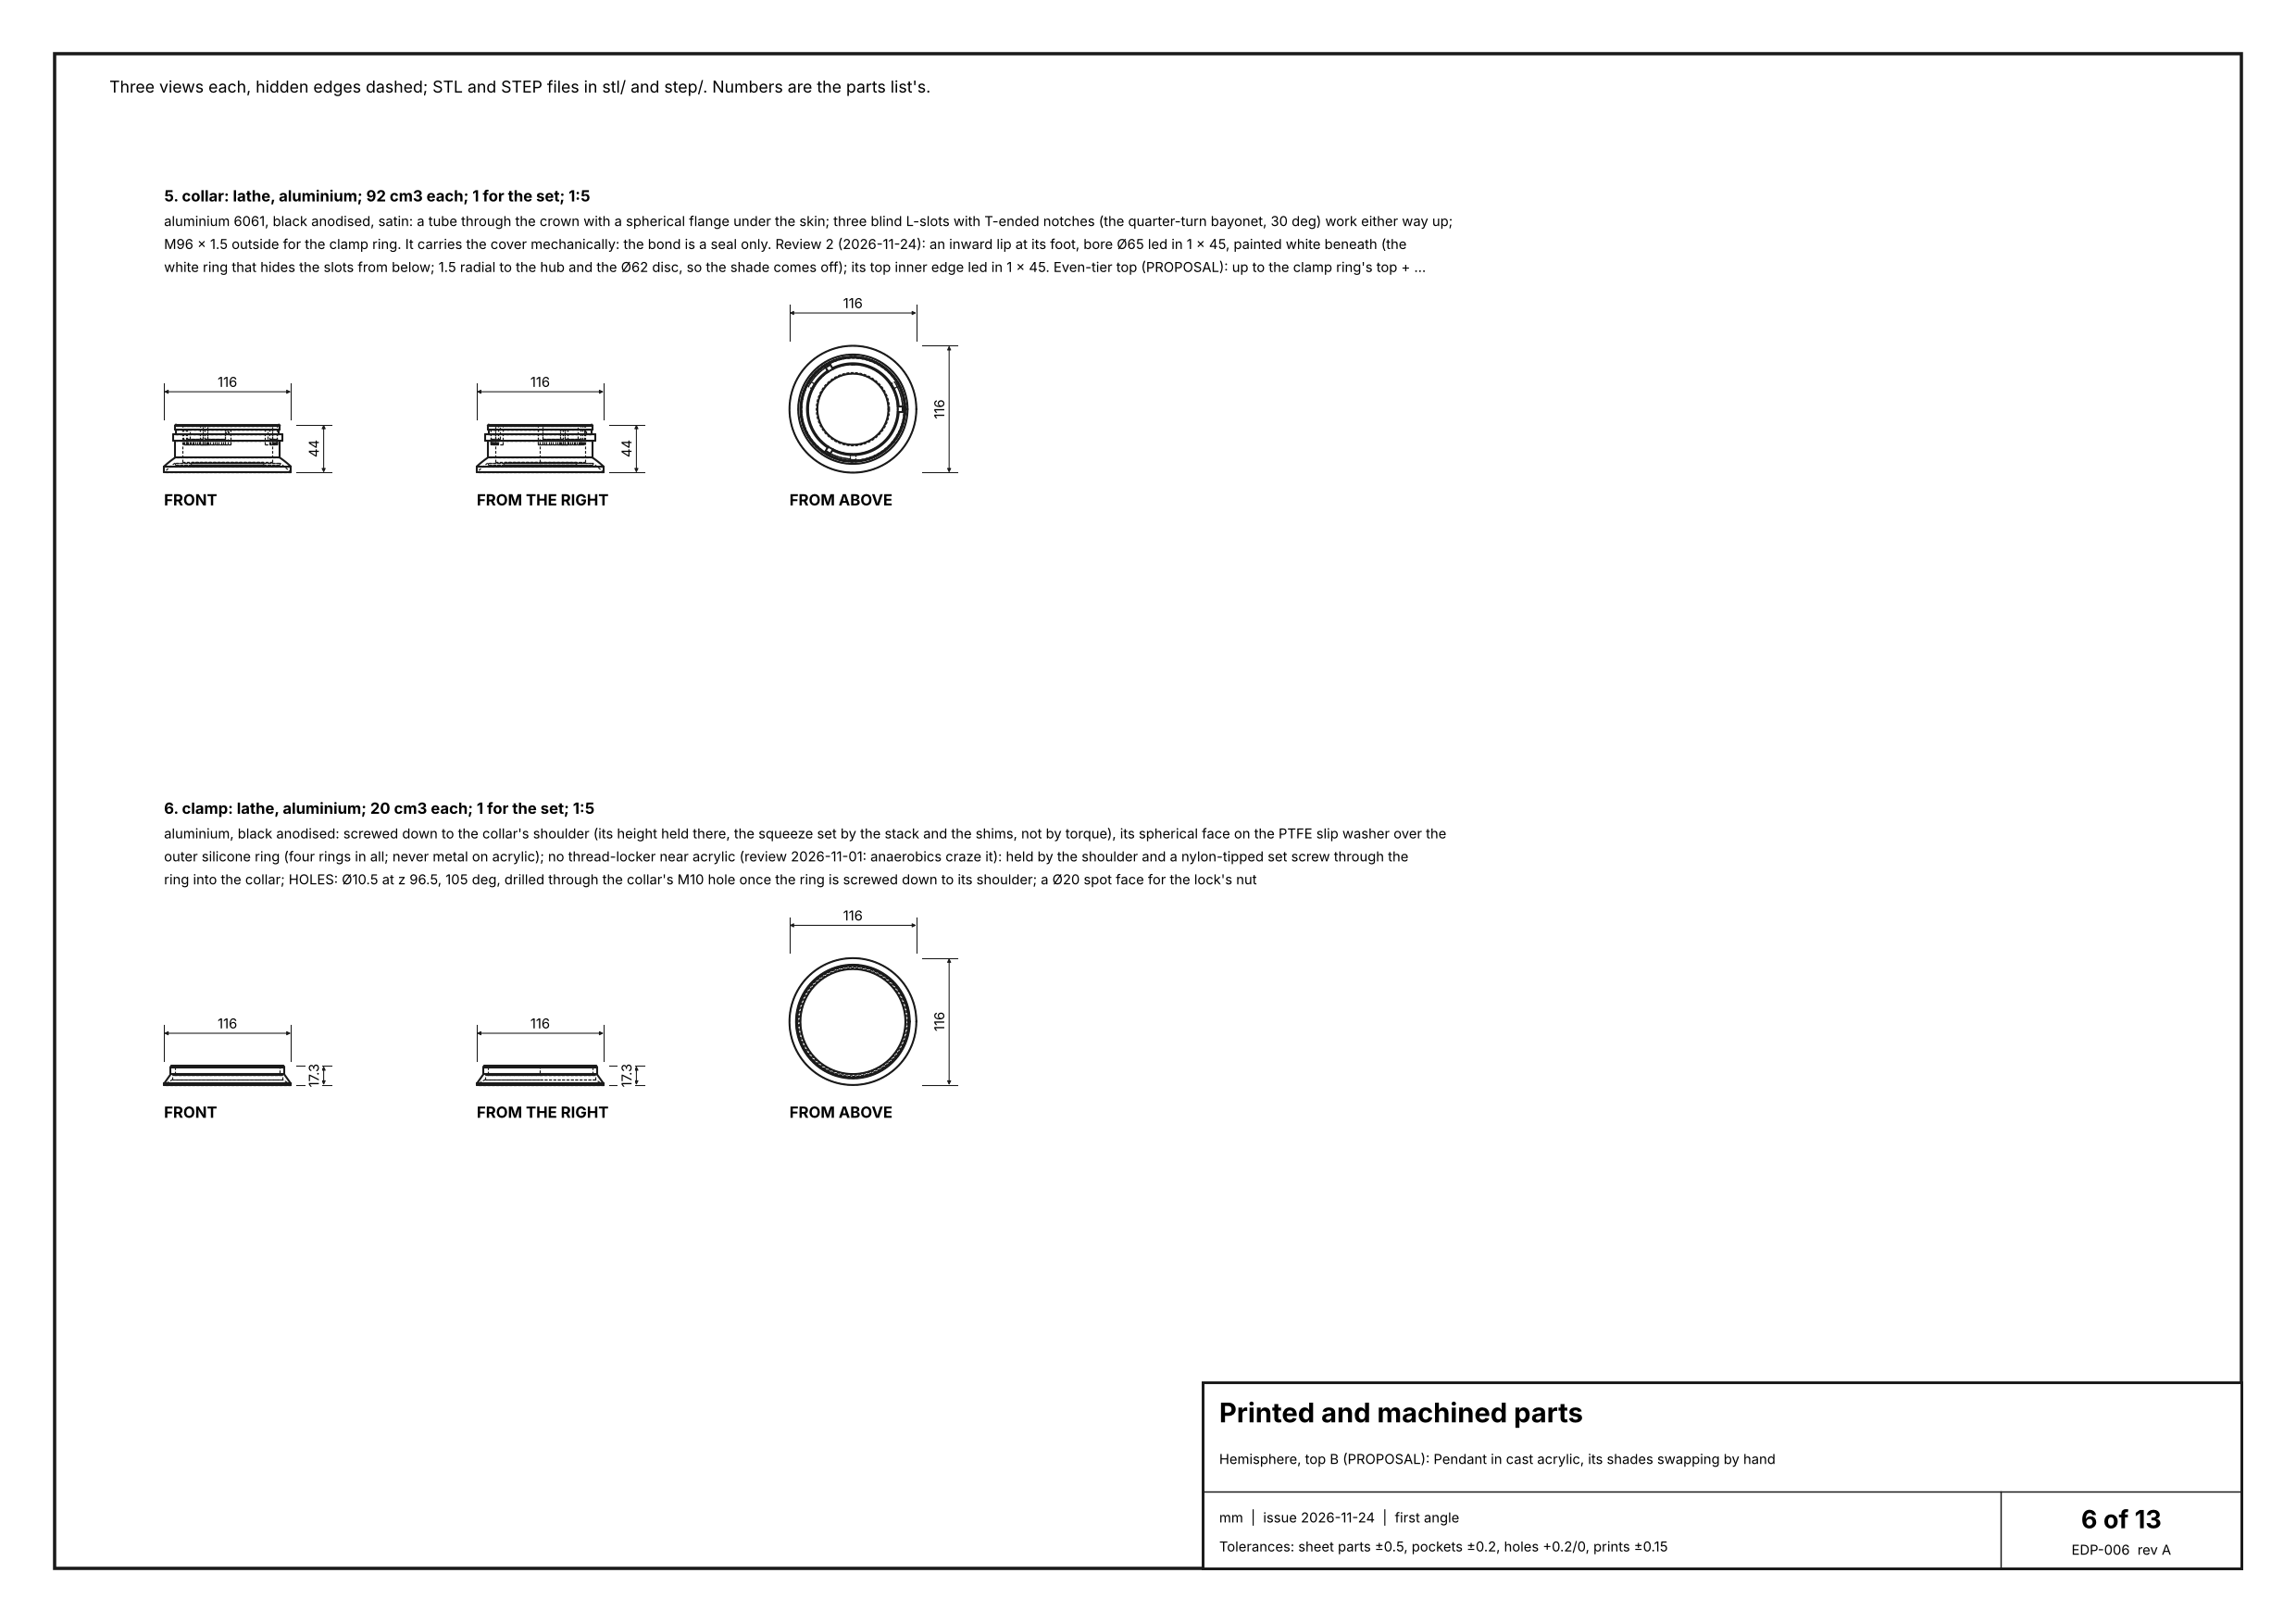 Three views each, hidden edges dashed; STL and STEP files in stl/ and step/. Numbers are the parts list's.
5. collar: lathe, aluminium; 92 cm3 each; 1 for the set; 1:5
aluminium 6061, black anodised, satin: a tube through the crown with a spherical flange under the skin; three blind L-slots with T-ended notches (the quarter-turn bayonet, 30 deg) work either way up;
M96 × 1.5 outside for the clamp ring. It carries the cover mechanically: the bond is a seal only. Review 2 (2026-11-24): an inward lip at its foot, bore Ø65 led in 1 × 45, painted white beneath (the
white ring that hides the slots from below; 1.5 radial to the hub and the Ø62 disc, so the shade comes off); its top inner edge led in 1 × 45. Even-tier top (PROPOSAL): up to the clamp ring's top + ...
116
116
116
44
44
116
FRONT
FROM THE RIGHT
FROM ABOVE
6. clamp: lathe, aluminium; 20 cm3 each; 1 for the set; 1:5
aluminium, black anodised: screwed down to the collar's shoulder (its height held there, the squeeze set by the stack and the shims, not by torque), its spherical face on the PTFE slip washer over the
outer silicone ring (four rings in all; never metal on acrylic); no thread-locker near acrylic (review 2026-11-01: anaerobics craze it): held by the shoulder and a nylon-tipped set screw through the
ring into the collar; HOLES: Ø10.5 at z 96.5, 105 deg, drilled through the collar's M10 hole once the ring is screwed down to its shoulder; a Ø20 spot face for the lock's nut
116
116
116
17.3
17.3
116
FRONT
FROM THE RIGHT
FROM ABOVE
Printed and machined parts
Hemisphere, top B (PROPOSAL): Pendant in cast acrylic, its shades swapping by hand
mm | issue 2026-11-24 | first angle
Tolerances: sheet parts ±0.5, pockets ±0.2, holes +0.2/0, prints ±0.15
6 of 13
EDP-006 rev A